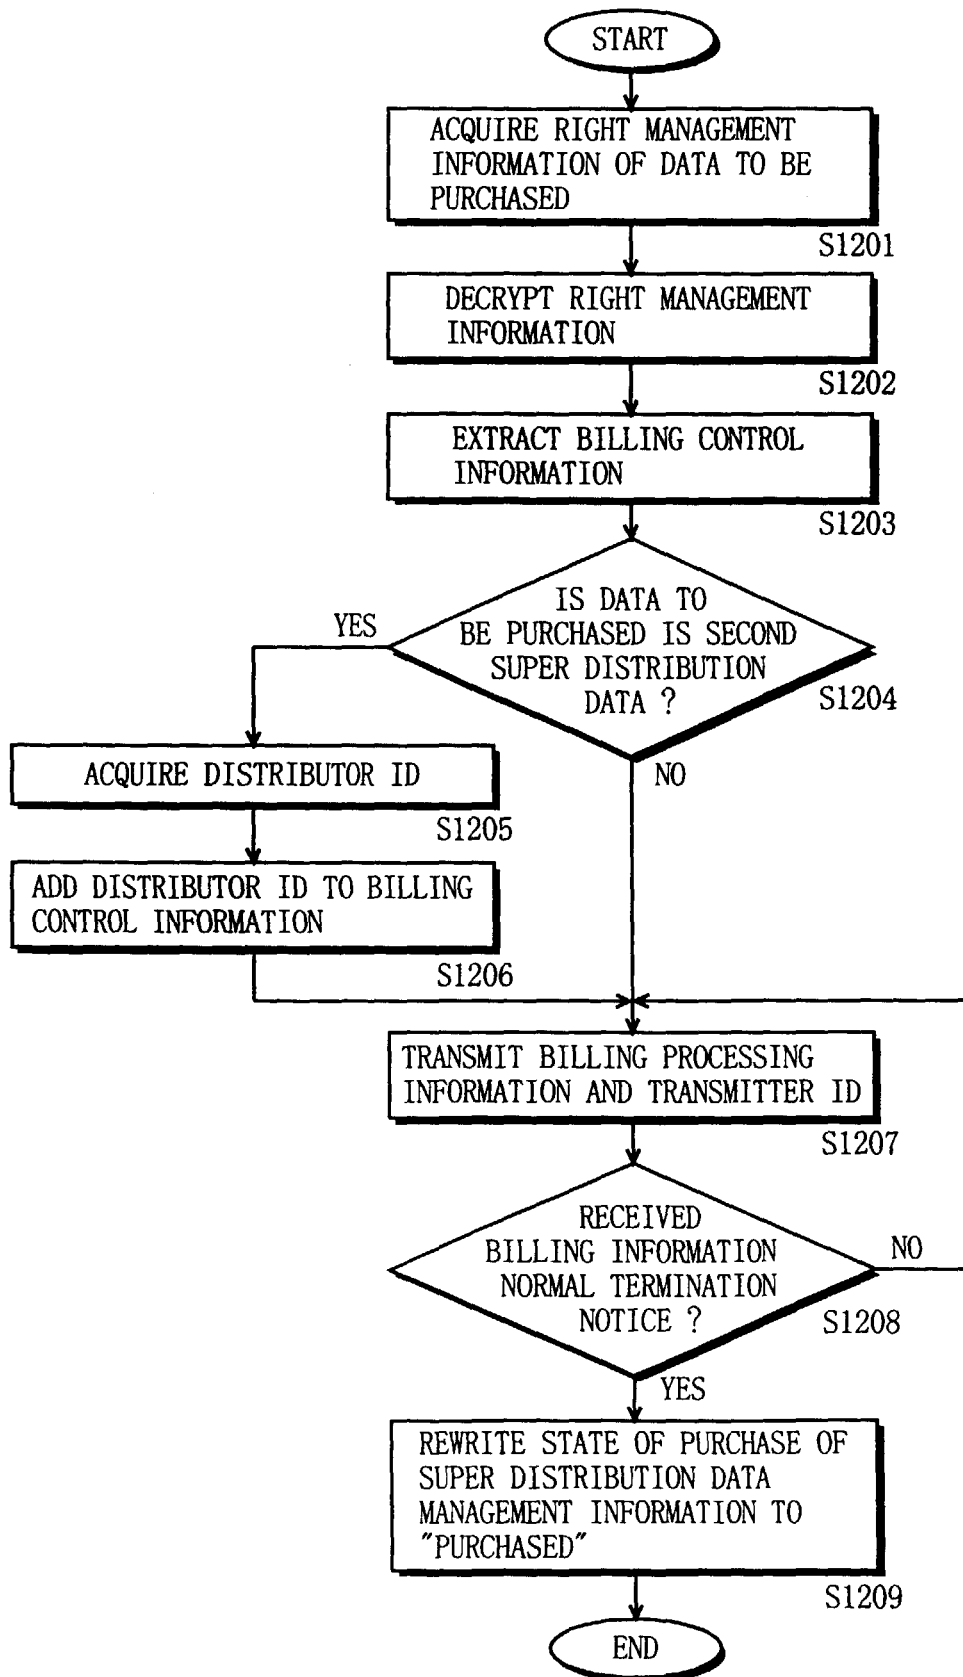 START
ACQUIRE RIGHT MANAGEMENT
INFORMATION OF DATA TO BE
PURCHASED
S1201
DECRYPT RIGHT MANAGEMENT
INFORMATION
S1202
EXTRACT BILLING CONTROL
INFORMATION
S1203
IS DATA TO
BE PURCHASED IS SECOND
SUPER DISTRIBUTION
DATA ?
S1204
YES
NO
ACQUIRE DISTRIBUTOR ID
S1205
ADD DISTRIBUTOR ID TO BILLING
CONTROL INFORMATION
S1206
TRANSMIT BILLING PROCESSING
INFORMATION AND TRANSMITTER ID
S1207
RECEIVED
BILLING INFORMATION
NORMAL TERMINATION
NOTICE ?
S1208
NO
YES
REWRITE STATE OF PURCHASE OF
SUPER DISTRIBUTION DATA
MANAGEMENT INFORMATION TO
"PURCHASED"
S1209
END